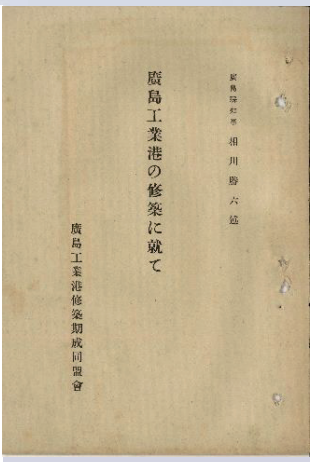 廣島縣知事 相川勝六述
廣島工業港の修築に就て
廣島工業港修築期成同盟會